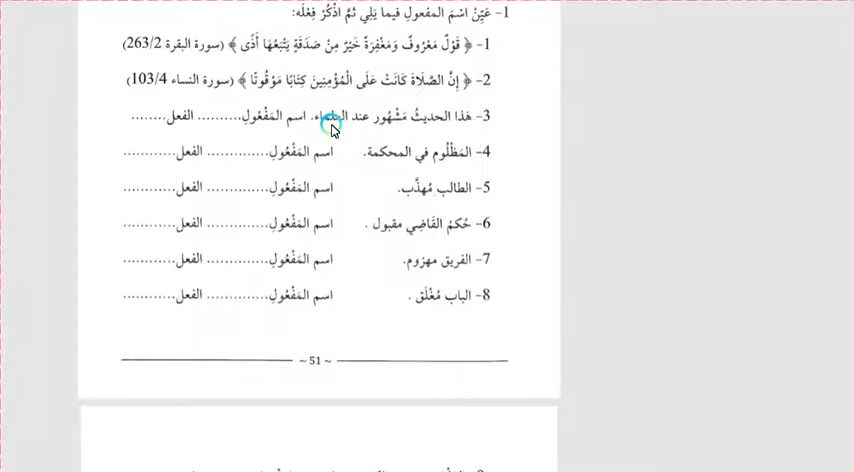 1- عَيِّنْ اسْمَ المفعولِ فيما يَلِي ثمَّ اذْكُرْ فِعْلَه:
1- ﴿ قَوْلٌ مَعْرُوفٌ وَمَغْفِرَةٌ خَيْرٌ مِنْ صَدَقَةٍ يَتْبَعُهَا أَذًى ﴾ (سورة البقرة 263/2)
2- ﴿ إِنَّ الصَّلَاةَ كَانَتْ عَلَى الْمُؤْمِنِينَ كِتَابًا مَوْقُوتًا ﴾ (سورة النساء 103/4)
3- هَذا الحديثُ مَشْهُور عند العلماء. اسم المَفْعُولِ.......... الفعل........
4- المَظْلُوم في المحكمة. اسم المَفْعُولِ.............. الفعل............
5- الطالب مُهذَّب. اسم المَفْعُولِ.............. الفعل............
6- حُكمُ القَاضِي مقبول . اسم المَفْعُولِ.............. الفعل............
7- الفريق مهزوم. اسم المَفْعُولِ.............. الفعل............
8- الباب مُغْلَق . اسم المَفْعُولِ.............. الفعل............
~ 51 ~